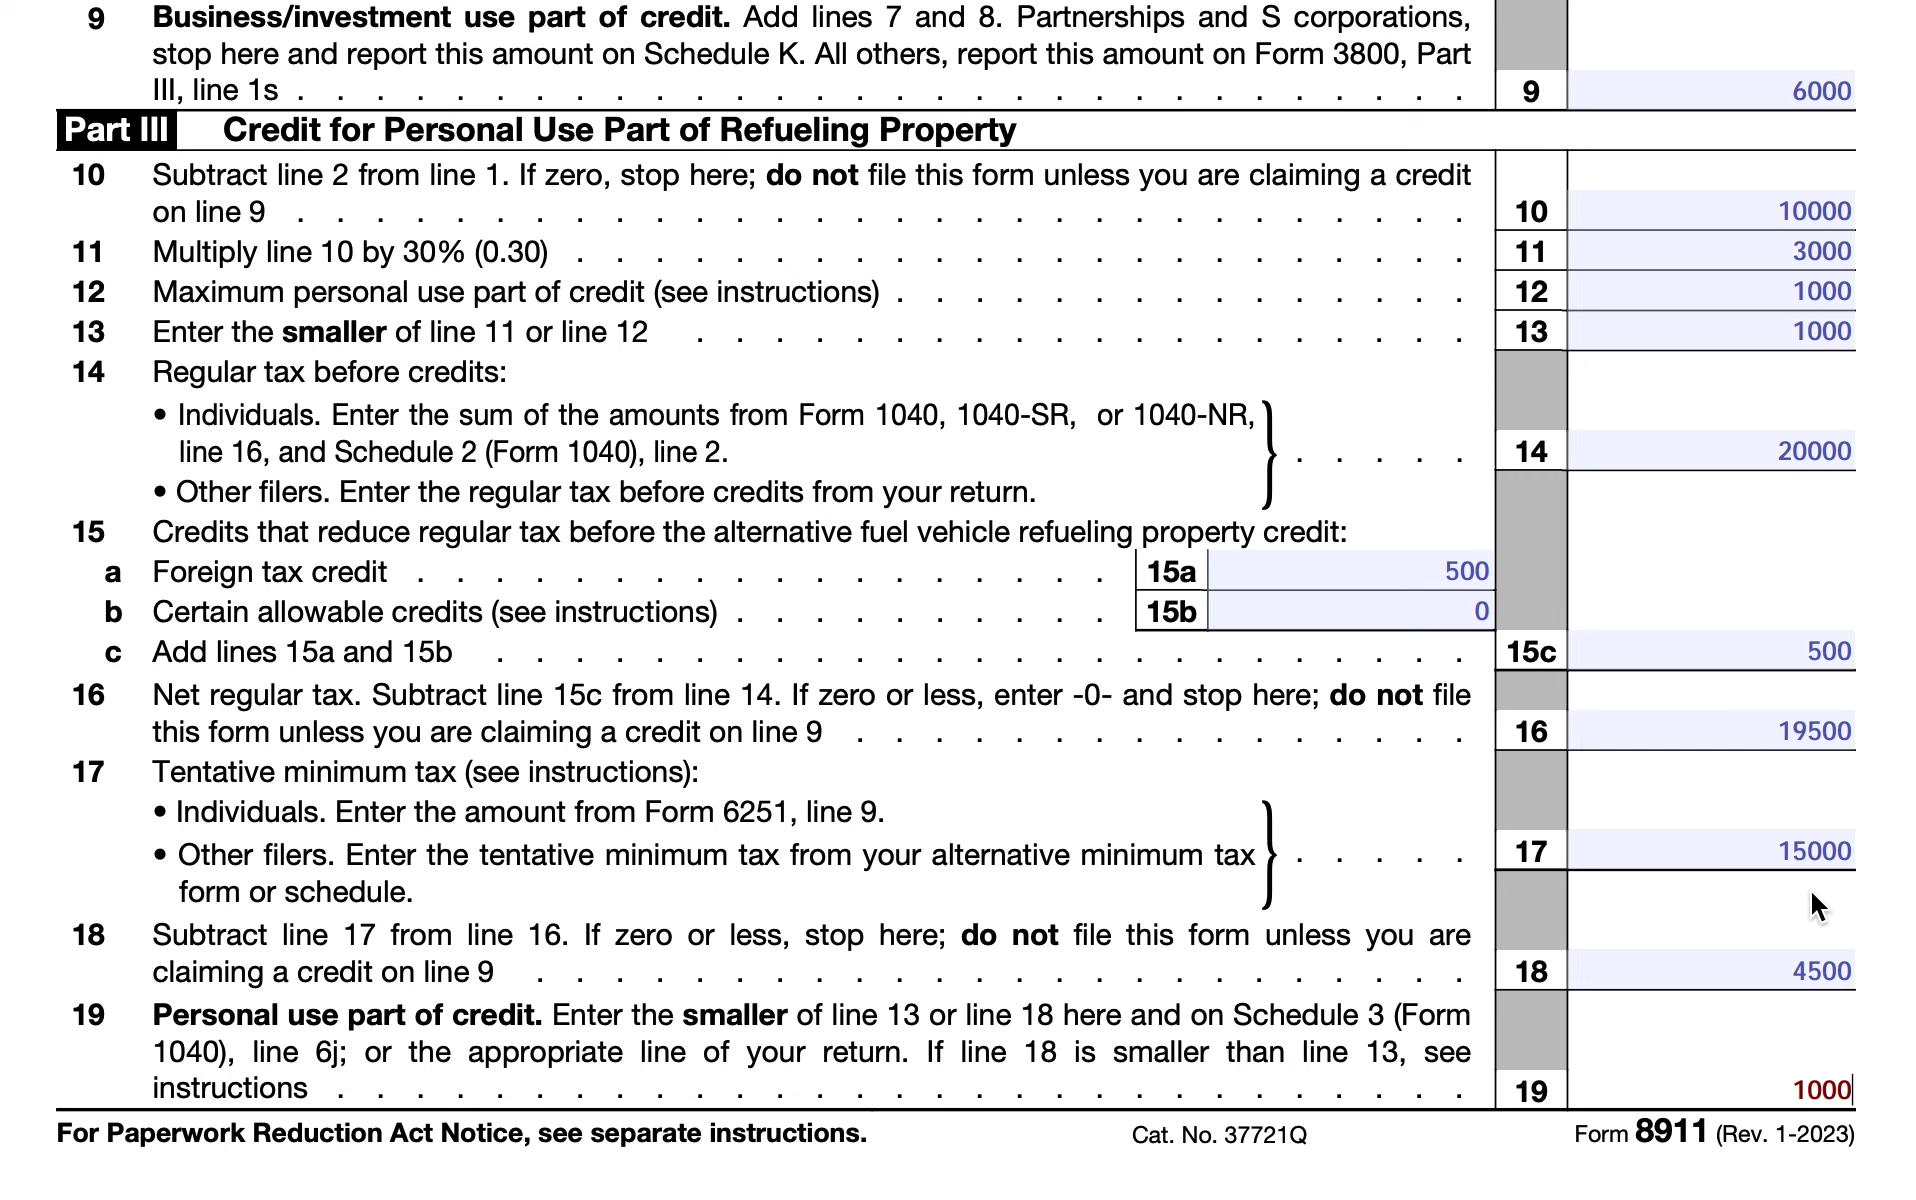 9 Business/investment use part of credit. Add lines 7 and 8. Partnerships and S corporations,
stop here and report this amount on Schedule K. All others, report this amount on Form 3800, Part
III, line 1s . . . . . . . . . . . . . . . . . . . . . . . . . . . . . . 9 6000
Part III Credit for Personal Use Part of Refueling Property
10 Subtract line 2 from line 1. If zero, stop here; do not file this form unless you are claiming a credit
on line 9 . . . . . . . . . . . . . . . . . . . . . . . . . . . . . . 10 10000
11 Multiply line 10 by 30% (0.30) . . . . . . . . . . . . . . . . . . . . . . . 11 3000
12 Maximum personal use part of credit (see instructions) . . . . . . . . . . . . . . . 12 1000
13 Enter the smaller of line 11 or line 12 . . . . . . . . . . . . . . . . . . . . 13 1000
14 Regular tax before credits:
• Individuals. Enter the sum of the amounts from Form 1040, 1040-SR, or 1040-NR,
line 16, and Schedule 2 (Form 1040), line 2. . . . . . 14 20000
• Other filers. Enter the regular tax before credits from your return.
15 Credits that reduce regular tax before the alternative fuel vehicle refueling property credit:
a Foreign tax credit . . . . . . . . . . . . . . . . . . 15a 500
b Certain allowable credits (see instructions) . . . . . . . . . . 15b 0
c Add lines 15a and 15b . . . . . . . . . . . . . . . . . . . . . . . . . 15c 500
16 Net regular tax. Subtract line 15c from line 14. If zero or less, enter -0- and stop here; do not file
this form unless you are claiming a credit on line 9 . . . . . . . . . . . . . . . . 16 19500
17 Tentative minimum tax (see instructions):
• Individuals. Enter the amount from Form 6251, line 9.
• Other filers. Enter the tentative minimum tax from your alternative minimum tax . . . . . 17 15000
form or schedule.
18 Subtract line 17 from line 16. If zero or less, stop here; do not file this form unless you are
claiming a credit on line 9 . . . . . . . . . . . . . . . . . . . . . . . . 18 4500
19 Personal use part of credit. Enter the smaller of line 13 or line 18 here and on Schedule 3 (Form
1040), line 6j; or the appropriate line of your return. If line 18 is smaller than line 13, see
instructions . . . . . . . . . . . . . . . . . . . . . . . . . . . . . 19 1000
For Paperwork Reduction Act Notice, see separate instructions. Cat. No. 37721Q Form 8911 (Rev. 1-2023)